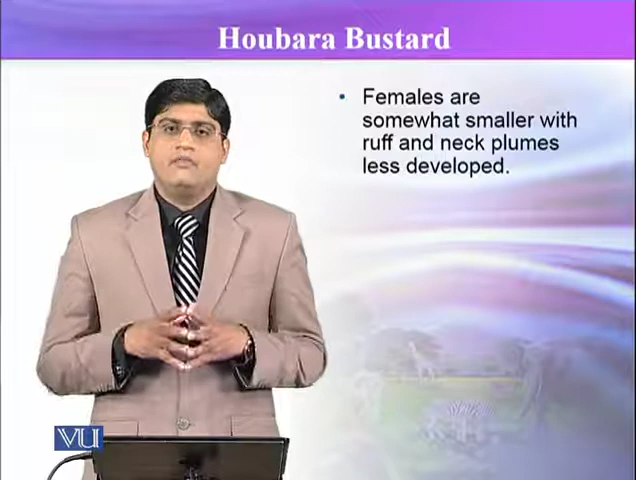 Houbara Bustard
• Females are
somewhat smaller with
ruff and neck plumes
less developed.
VU